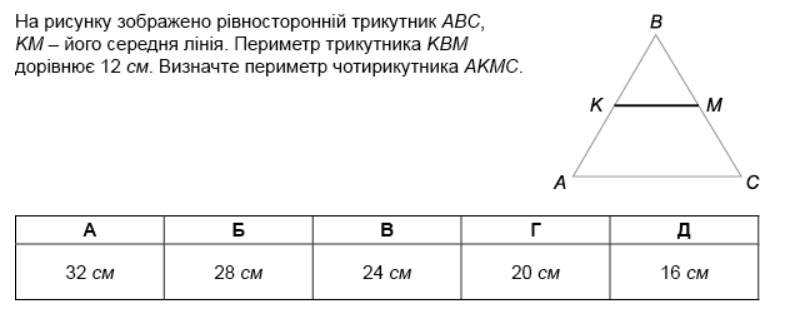 На рисунку зображено рівносторонній трикутник ABC,
KM – його середня лінія. Периметр трикутника KBM
дорівнює 12 см. Визначте периметр чотирикутника AKMC.
B
K M
A C
А Б В Г Д
32 см 28 см 24 см 20 см 16 см